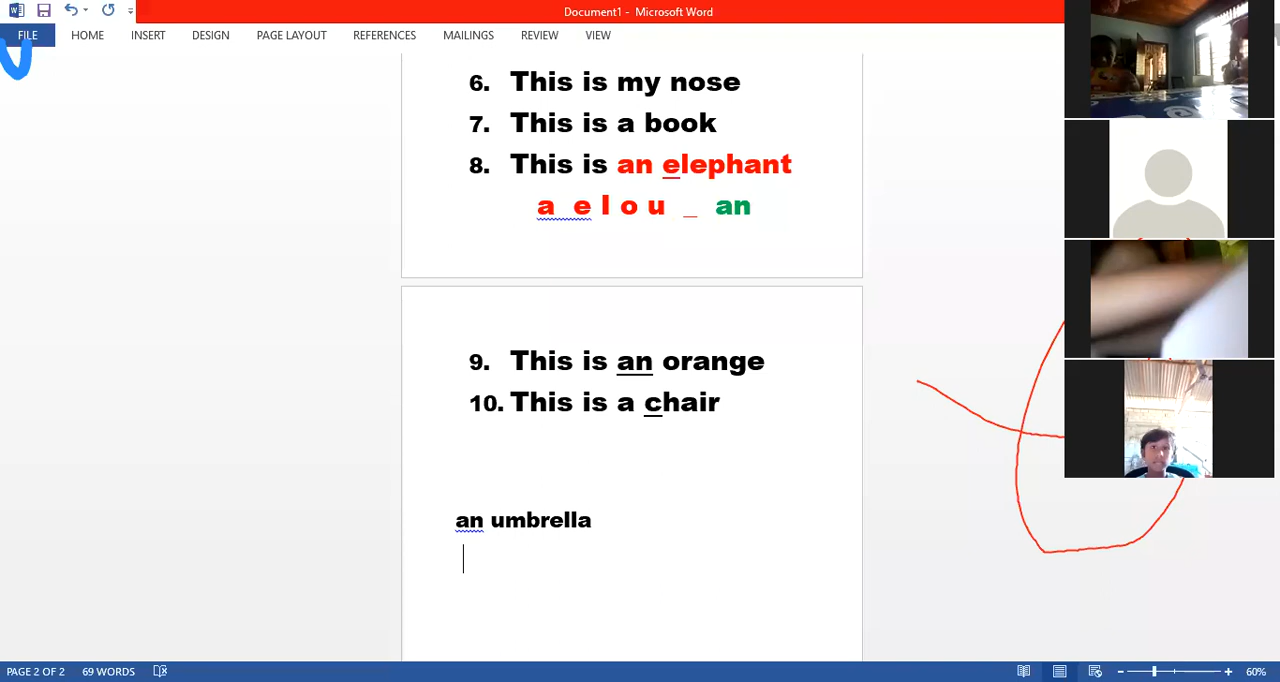 Document1 - Microsoft Word
FILE HOME INSERT DESIGN PAGE LAYOUT REFERENCES MAILINGS REVIEW VIEW
6. This is my nose
7. This is a book
8. This is an elephant
a e I o u _ an
9. This is an orange
10. This is a chair
an umbrella
PAGE 2 OF 2 69 WORDS 60%